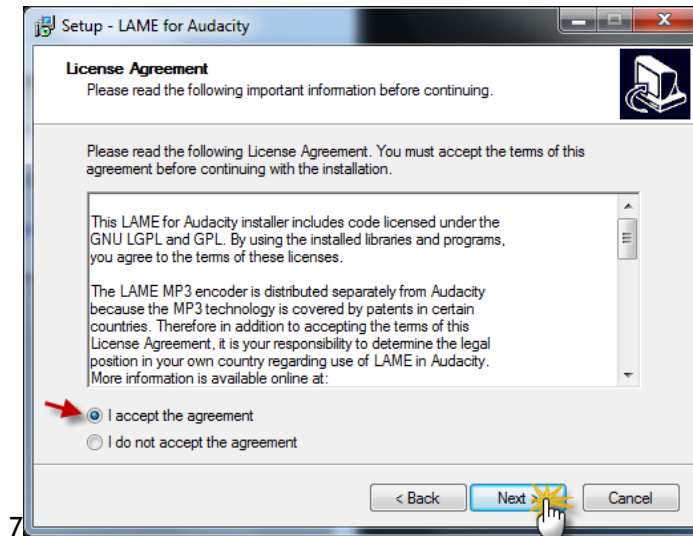 Setup - LAME for Audacity
License Agreement
Please read the following important information before continuing.
Please read the following License Agreement. You must accept the terms of this
agreement before continuing with the installation.
This LAME for Audacity installer includes code licensed under the
GNU LGPL and GPL. By using the installed libraries and programs,
you agree to the terms of these licenses.
The LAME MP3 encoder is distributed separately from Audacity
because the MP3 technology is covered by patents in certain
countries. Therefore in addition to accepting the terms of this
License Agreement, it is your responsibility to determine the legal
position in your own country regarding use of LAME in Audacity.
More information is available online at:
I accept the agreement
I do not accept the agreement
< Back Next > Cancel
7